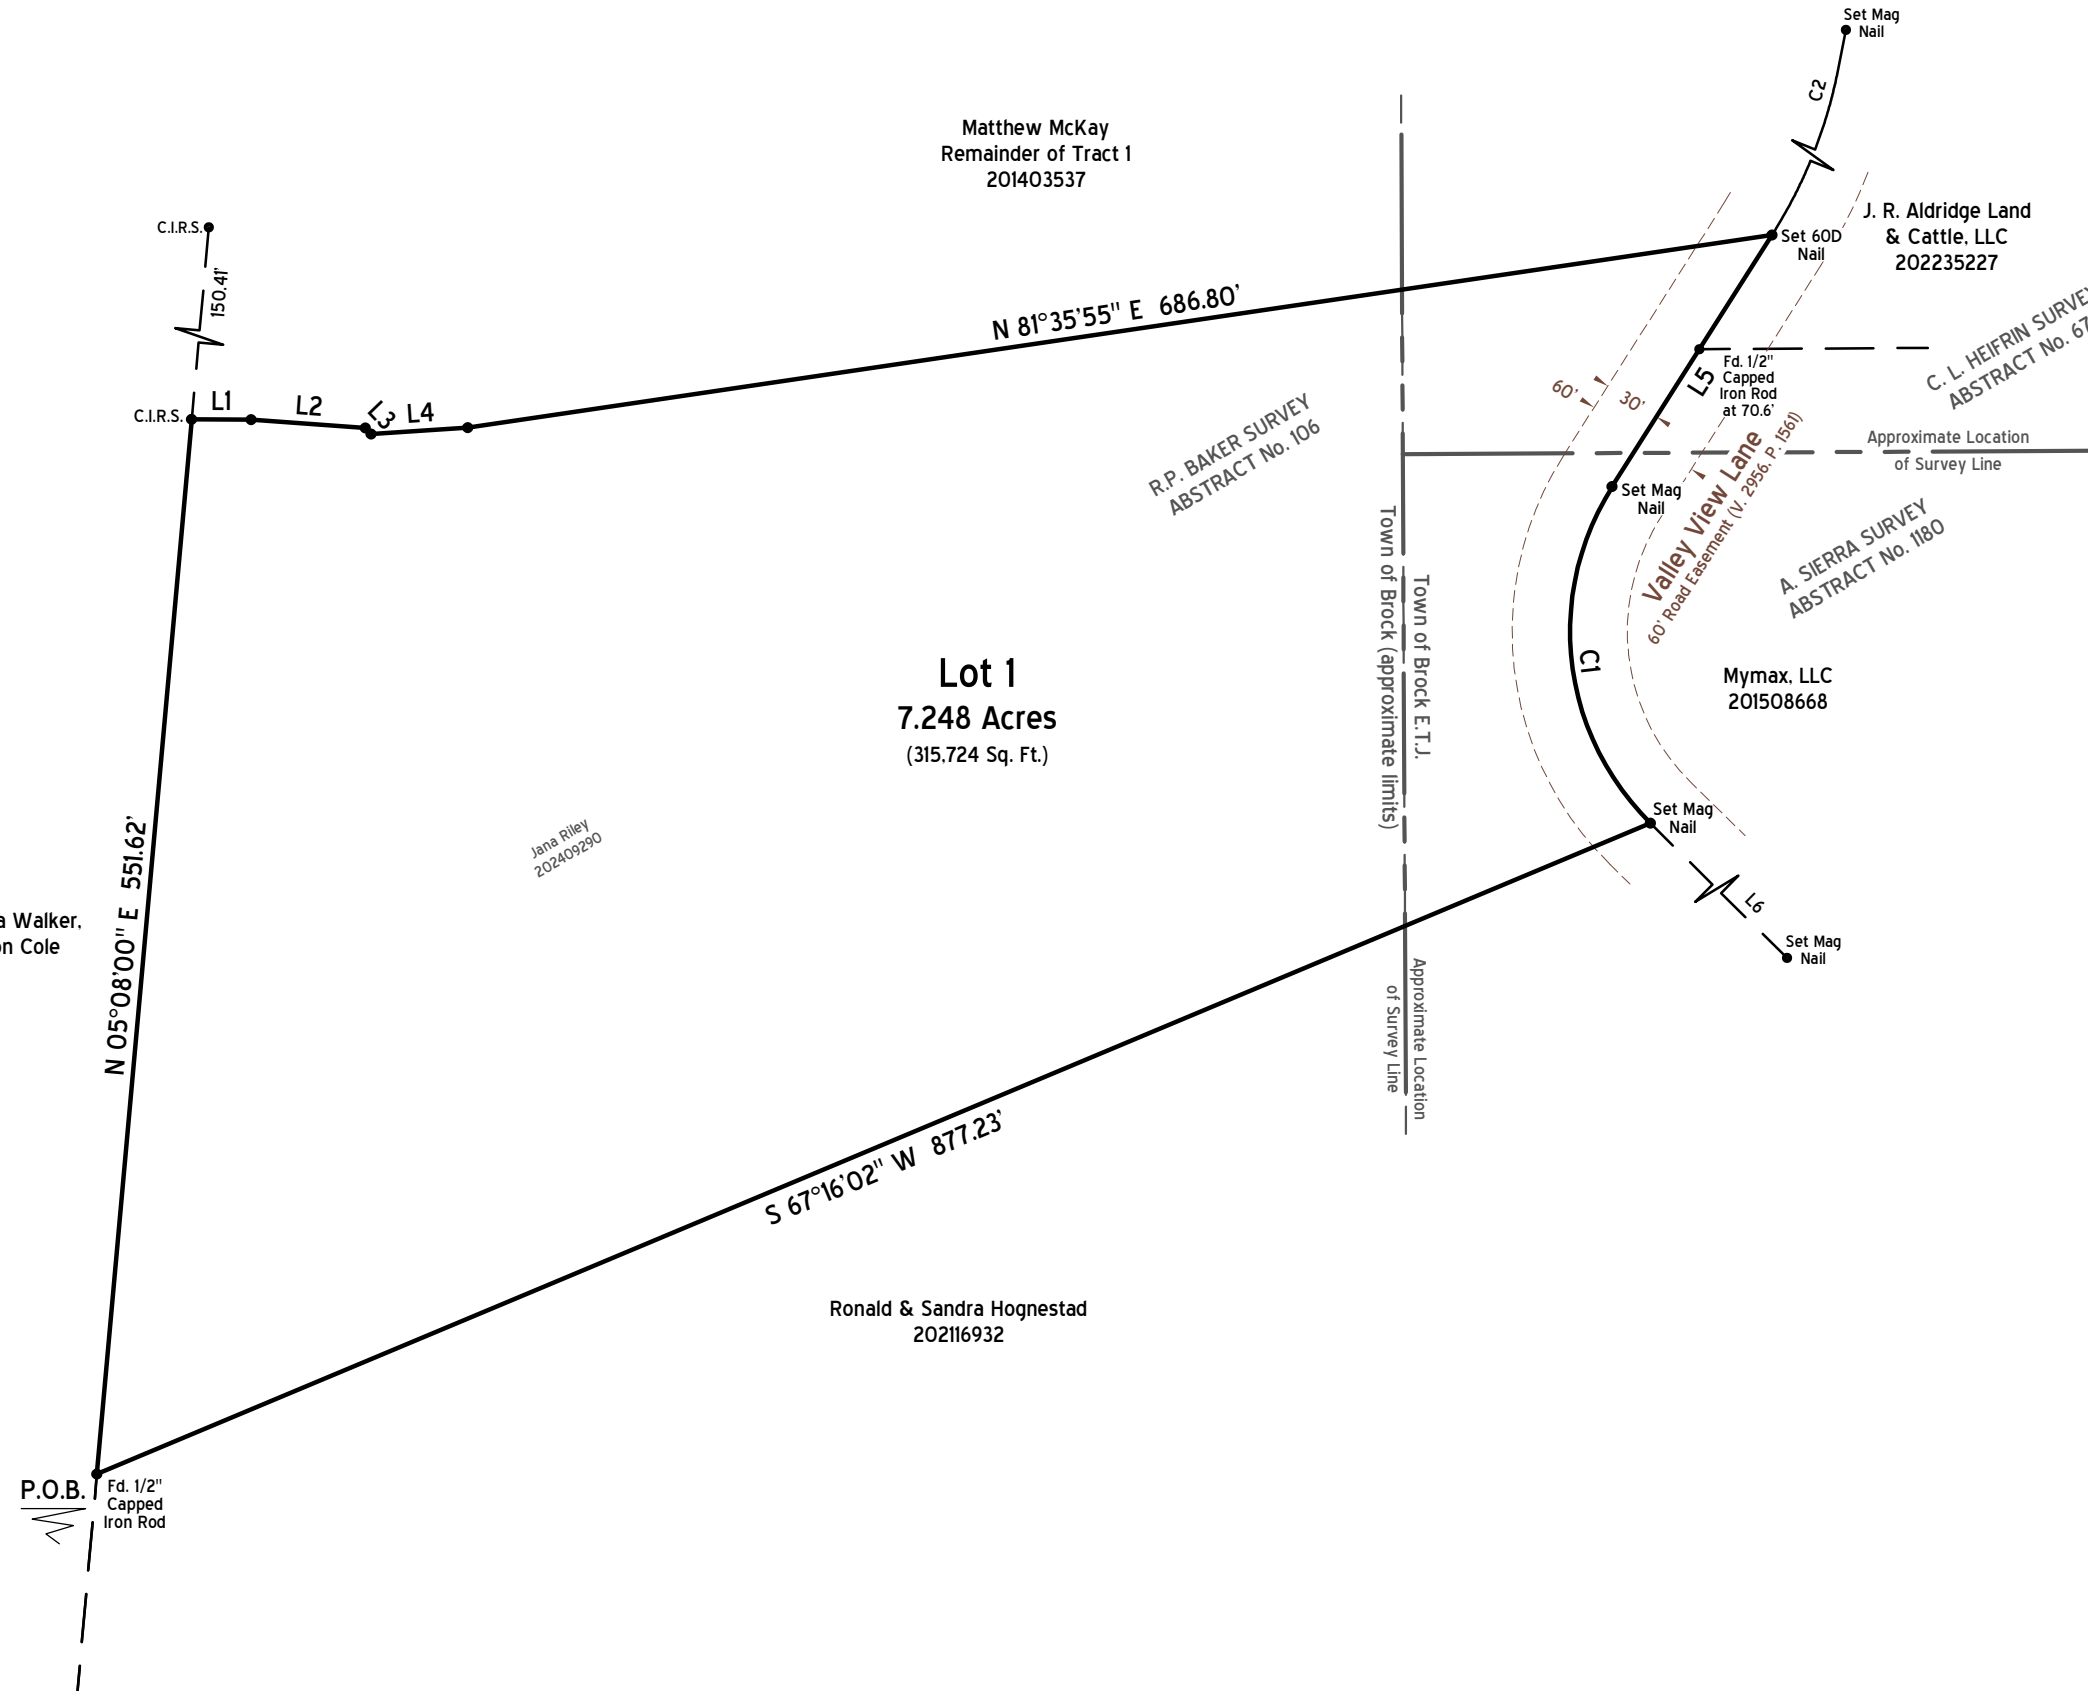 Set Mag
Nail
C2
Matthew McKay
Remainder of Tract 1
201403537
J. R. Aldridge Land
& Cattle, LLC
202235227
C.I.R.S.
150.41'
Set 60D
Nail
N 81°35'55" E 686.80'
C. L. HEIFRIN SURVEY
ABSTRACT No. 67
Fd. 1/2"
Capped
Iron Rod
at 70.6'
L5
60'
30'
C.I.R.S.
L1
L2
L3
L4
R.P. BAKER SURVEY
ABSTRACT No. 106
Approximate Location
of Survey Line
Set Mag
Nail
Valley View Lane
60' Road Easement (V. 2956, P. 1561)
A. SIERRA SURVEY
ABSTRACT No. 1180
Town of Brock (approximate limits)
Town of Brock E.T.J.
C1
Lot 1
7.248 Acres
(315,724 Sq. Ft.)
Mymax, LLC
201508668
Jana Riley
202409290
Set Mag
Nail
N 05°08'00" E 551.62'
a Walker,
on Cole
L6
Set Mag
Nail
Approximate Location
of Survey Line
S 67°16'02" W 877.23'
Ronald & Sandra Hognestad
202116932
P.O.B.
Fd. 1/2"
Capped
Iron Rod